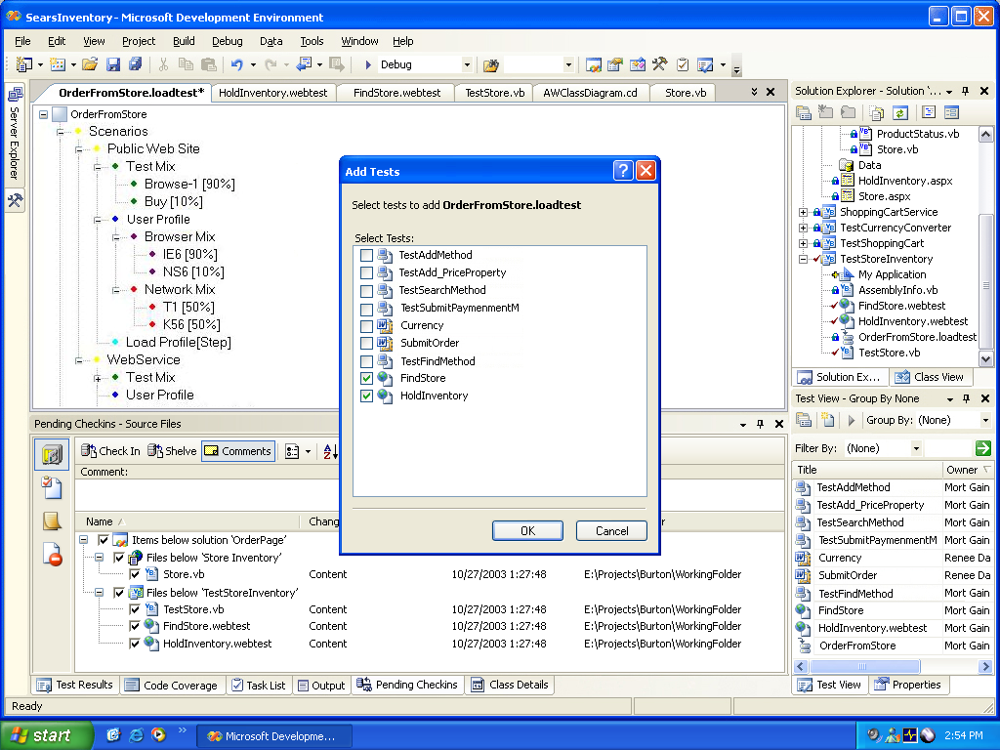 SearsInventory - Microsoft Development Environment
File Edit View Project Build Debug Data Tools Window Help
Debug
OrderFromStore.loadtest* HoldInventory.webtest FindStore.webtest TestStore.vb AWClassDiagram.cd Store.vb
Server Explorer
OrderFromStore
Scenarios
Public Web Site
Test Mix
Browse-1 [90%]
Buy [10%]
User Profile
Browser Mix
IE6 [90%]
NS6 [10%]
Network Mix
T1 [50%]
K56 [50%]
Load Profile[Step]
WebService
Test Mix
User Profile
Add Tests
Select tests to add OrderFromStore.loadtest
Select Tests:
TestAddMethod
TestAdd_PriceProperty
TestSearchMethod
TestSubmitPaymenmentM
Currency
SubmitOrder
TestFindMethod
FindStore
HoldInventory
OK Cancel
Solution Explorer - Solution '...
ProductStatus.vb
Store.vb
Data
HoldInventory.aspx
Store.aspx
ShoppingCartService
TestCurrencyConverter
TestShoppingCart
TestStoreInventory
My Application
AssemblyInfo.vb
FindStore.webtest
HoldInventory.webtest
OrderFromStore.loadtest
TestStore.vb
Solution Ex... Class View
Test View - Group By None
Group By: (None)
Filter By: (None)
Title Owner
TestAddMethod Mort Gain
TestAdd_PriceProperty Mort Gain
TestSearchMethod Mort Gain
TestSubmitPaymenmentM Mort Gain
Currency Renee Da
SubmitOrder Renee Da
TestFindMethod Mort Gain
FindStore Mort Gain
HoldInventory.webtest Mort Gain
OrderFromStore Mort Gain
Test View Properties
Pending Checkins - Source Files
Check In Shelve Comments
Comment:
Name Chang r
Items below solution 'OrderPage'
Files below 'Store Inventory'
Store.vb Content 10/27/2003 1:27:48 E:\Projects\Burton\WorkingFolder
Files below 'TestStoreInventory'
TestStore.vb Content 10/27/2003 1:27:48 E:\Projects\Burton\WorkingFolder
FindStore.webtest Content 10/27/2003 1:27:48 E:\Projects\Burton\WorkingFolder
HoldInventory.webtest Content 10/27/2003 1:27:48 E:\Projects\Burton\WorkingFolder
Test Results Code Coverage Task List Output Pending Checkins Class Details
Ready
start Microsoft Developme... 2:54 PM